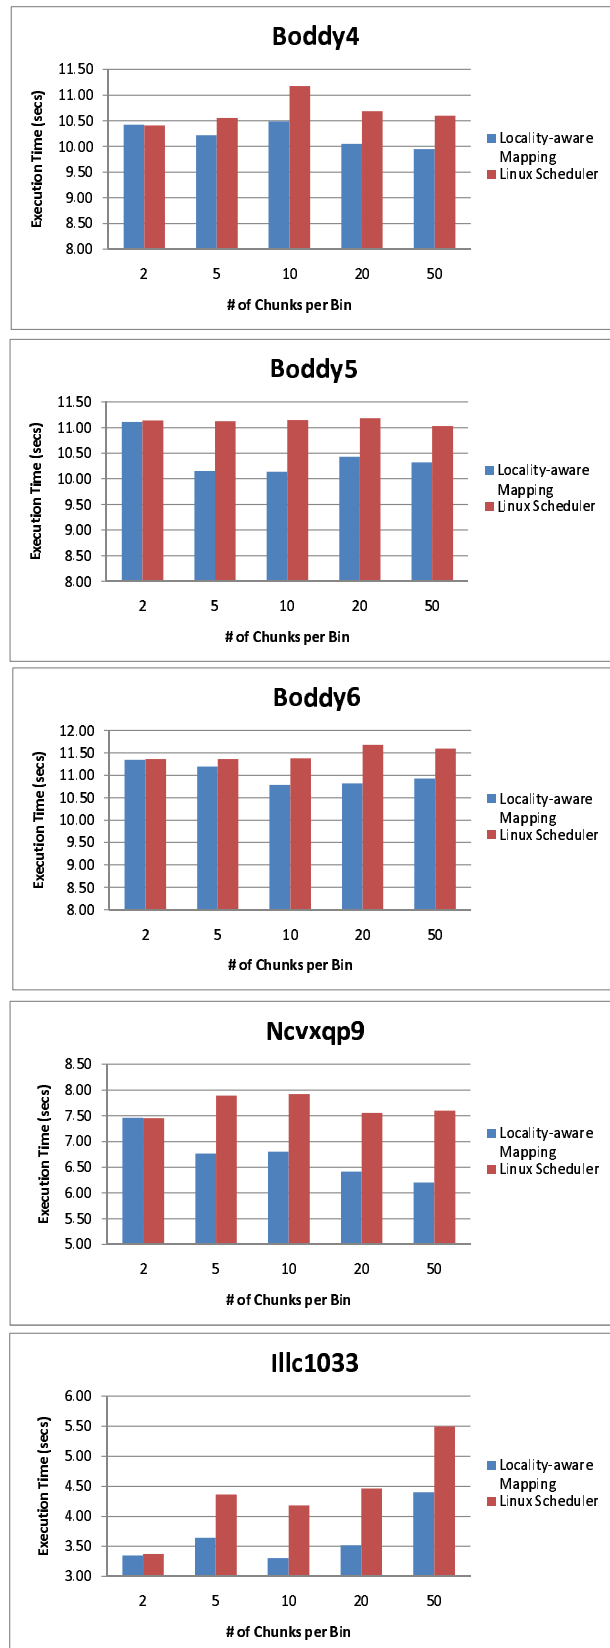 Boddy4
11.50
11.00
10.50
10.00
9.50
9.00
8.50
8.00
Execution Time (secs)
2 5 10 20 50
# of Chunks per Bin
Locality-aware
Mapping
Linux Scheduler
Boddy5
11.50
11.00
10.50
10.00
9.50
9.00
8.50
8.00
Execution Time (secs)
2 5 10 20 50
# of Chunks per Bin
Locality-aware
Mapping
Linux Scheduler
Boddy6
12.00
11.50
11.00
10.50
10.00
9.50
9.00
8.50
8.00
Execution Time (secs)
2 5 10 20 50
# of Chunks per Bin
Locality-aware
Mapping
Linux Scheduler
Ncvxqp9
8.50
8.00
7.50
7.00
6.50
6.00
5.50
5.00
Execution Time (secs)
2 5 10 20 50
# of Chunks per Bin
Locality-aware
Mapping
Linux Scheduler
Illc1033
6.00
5.50
5.00
4.50
4.00
3.50
3.00
Execution Time (secs)
2 5 10 20 50
# of Chunks per Bin
Locality-aware
Mapping
Linux Scheduler